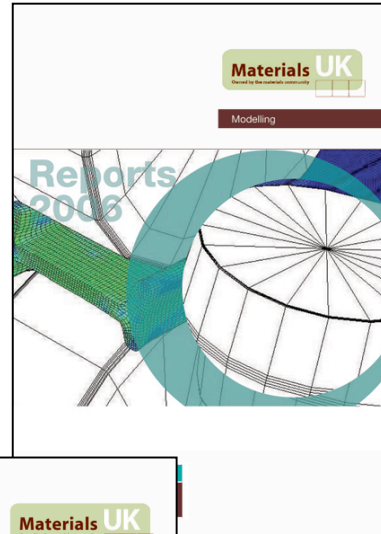 Materials UK
Owned by the materials community
Modelling
Reports
2006
Materials UK